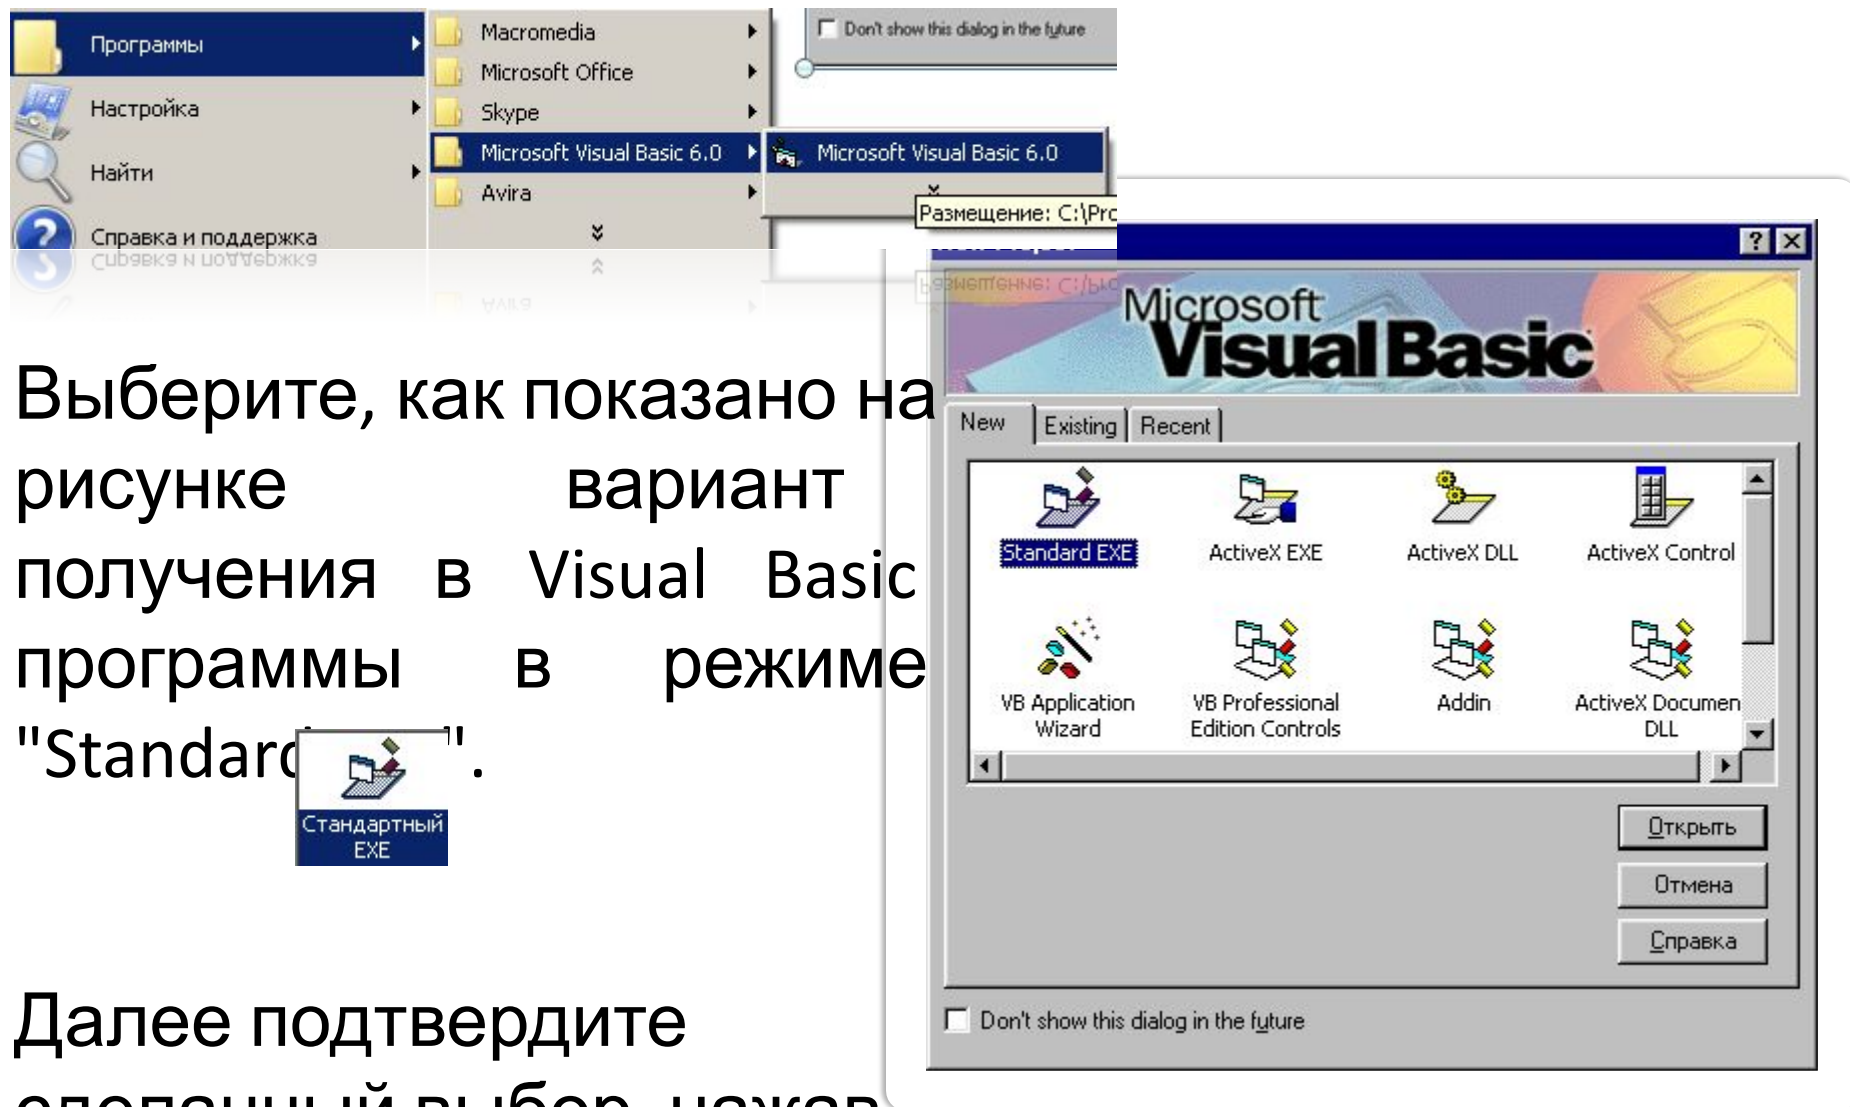 Программы
Настройка
Найти
Справка и поддержка
Macromedia
Microsoft Office
Skype
Microsoft Visual Basic 6.0
Avira
Microsoft Visual Basic 6.0
Размещение: C:\Pro
Don't show this dialog in the future
Выберите, как показано на
рисунке вариант
получения в Visual Basic
программы в режиме
"Standard ".
Стандартный
EXE
Далее подтвердите
сделанный выбор, нажав
Microsoft
Visual Basic
New Existing Recent
Standard EXE ActiveX EXE ActiveX DLL ActiveX Control
VB Application VB Professional Addin ActiveX Documen
Wizard Edition Controls DLL
Открыть
Отмена
Справка
Don't show this dialog in the future